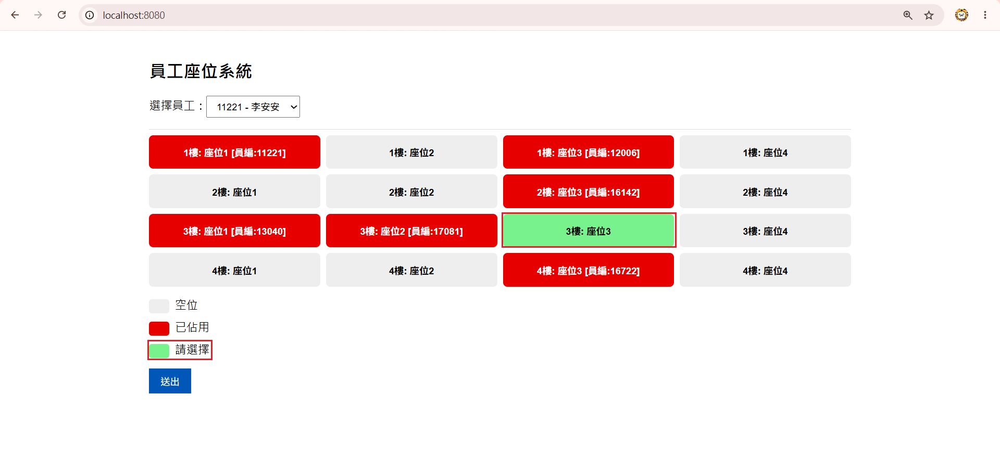 localhost:8080
員工座位系統
選擇員工： 11221 - 李安安
1樓: 座位1 [員編:11221] 1樓: 座位2 1樓: 座位3 [員編:12006] 1樓: 座位4
2樓: 座位1 2樓: 座位2 2樓: 座位3 [員編:16142] 2樓: 座位4
3樓: 座位1 [員編:13040] 3樓: 座位2 [員編:17081] 3樓: 座位3 3樓: 座位4
4樓: 座位1 4樓: 座位2 4樓: 座位3 [員編:16722] 4樓: 座位4
空位
已佔用
請選擇
送出